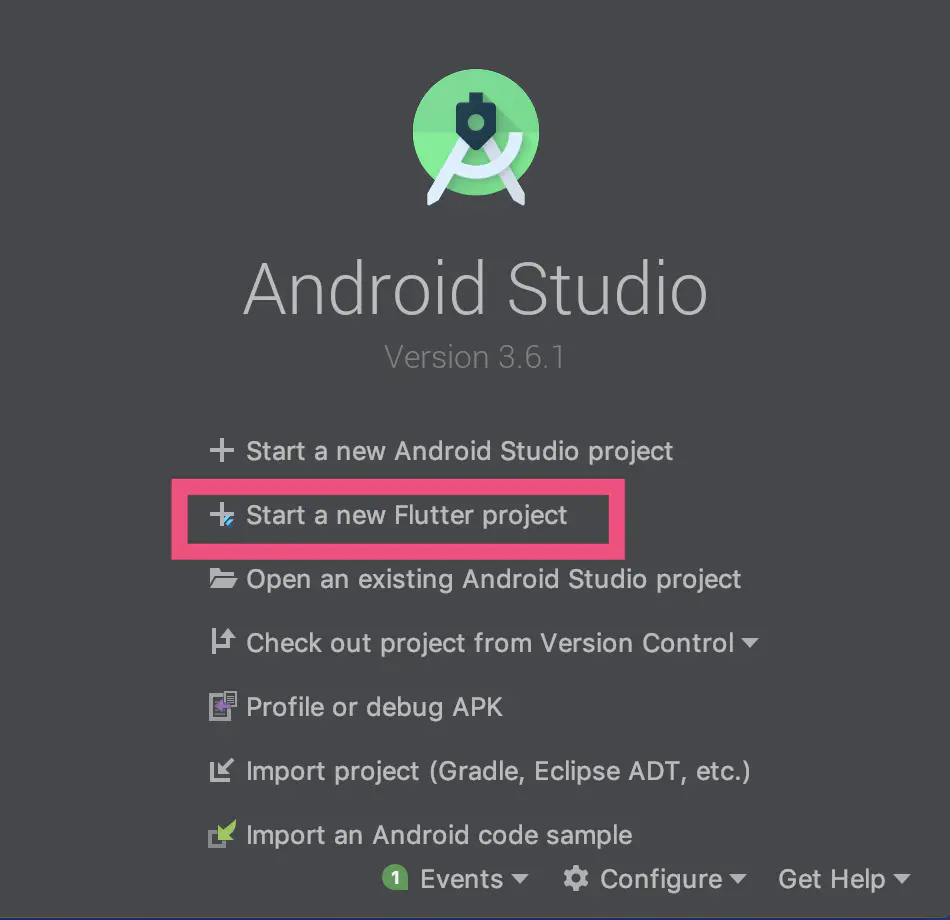 Android Studio
Version 3.6.1
Start a new Android Studio project
Start a new Flutter project
Open an existing Android Studio project
Check out project from Version Control
Profile or debug APK
Import project (Gradle, Eclipse ADT, etc.)
Import an Android code sample
1 Events Configure Get Help